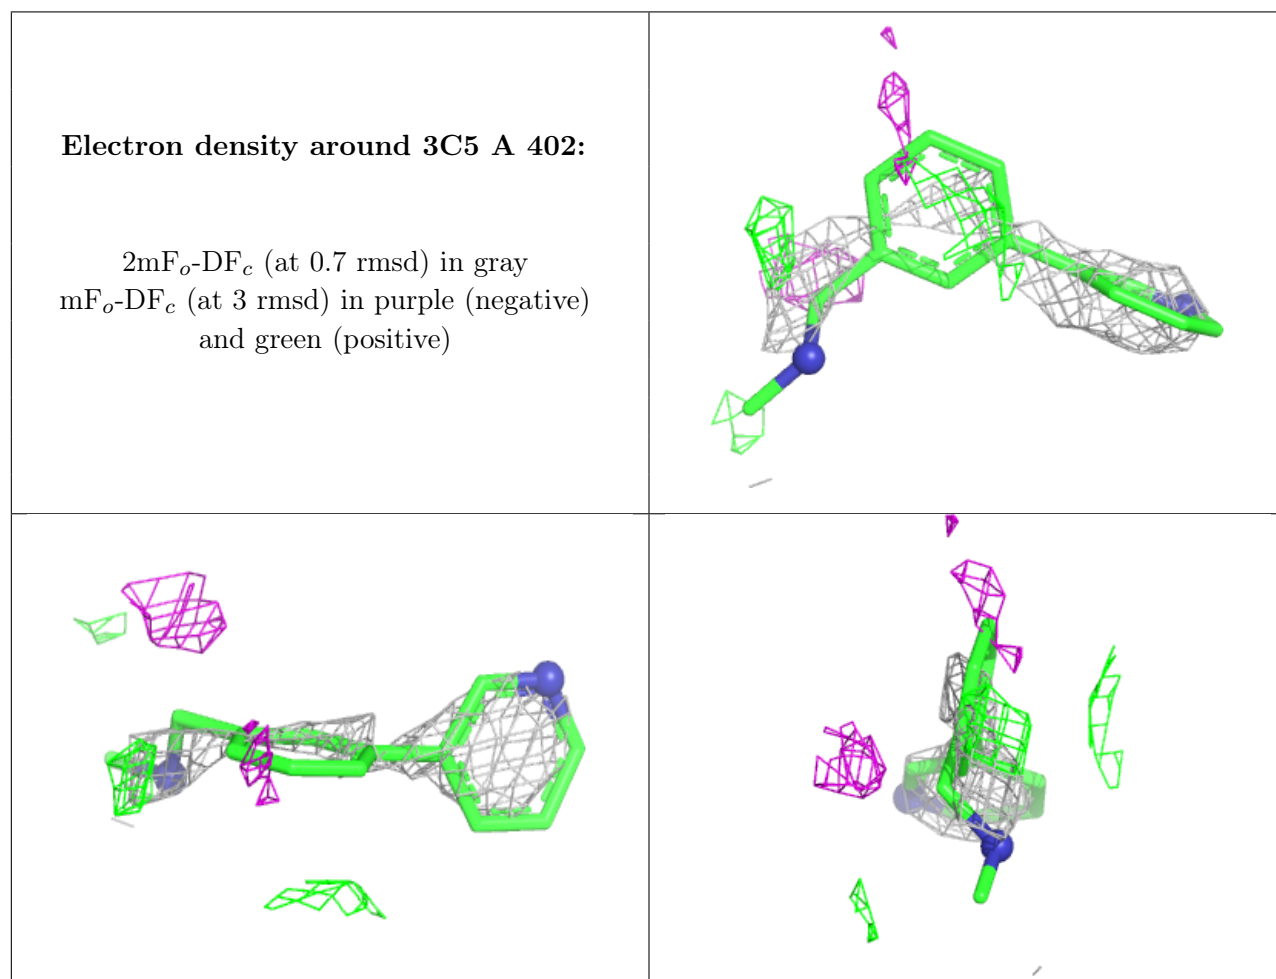 Electron density around 3C5 A 402:
2mFₒ-DF𝒸 (at 0.7 rmsd) in gray
mFₒ-DF𝒸 (at 3 rmsd) in purple (negative)
and green (positive)